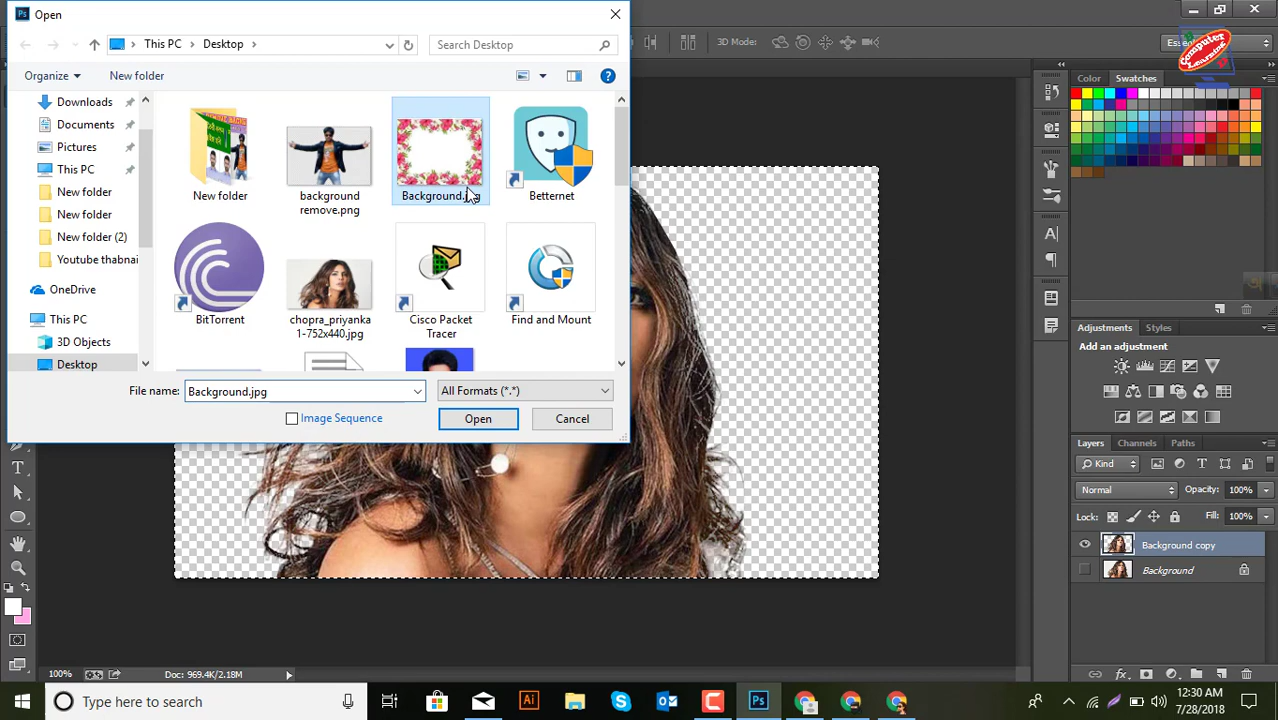 Ps Open
This PC > Desktop >
Search Desktop
3D Mode:
Computer Learning
Organize
New folder
Color Swatches
Downloads
Documents
Pictures
This PC
New folder
New folder
New folder (2)
Youtube thabnai
OneDrive
This PC
3D Objects
Desktop
New folder
background remove.png
Background.jpg
Betternet
BitTorrent
chopra_priyanka
1-752x440.jpg
Cisco Packet
Tracer
Find and Mount
File name:
Background.jpg
All Formats (*.*)
Image Sequence
Open
Cancel
Adjustments Styles
Add an adjustment
Layers Channels Paths
Kind
Normal
Opacity: 100%
Lock:
Fill: 100%
Background copy
Background
100%
Doc: 969.4K/2.18M
Type here to search
Ai
Ps
12:30 AM
7/28/2018